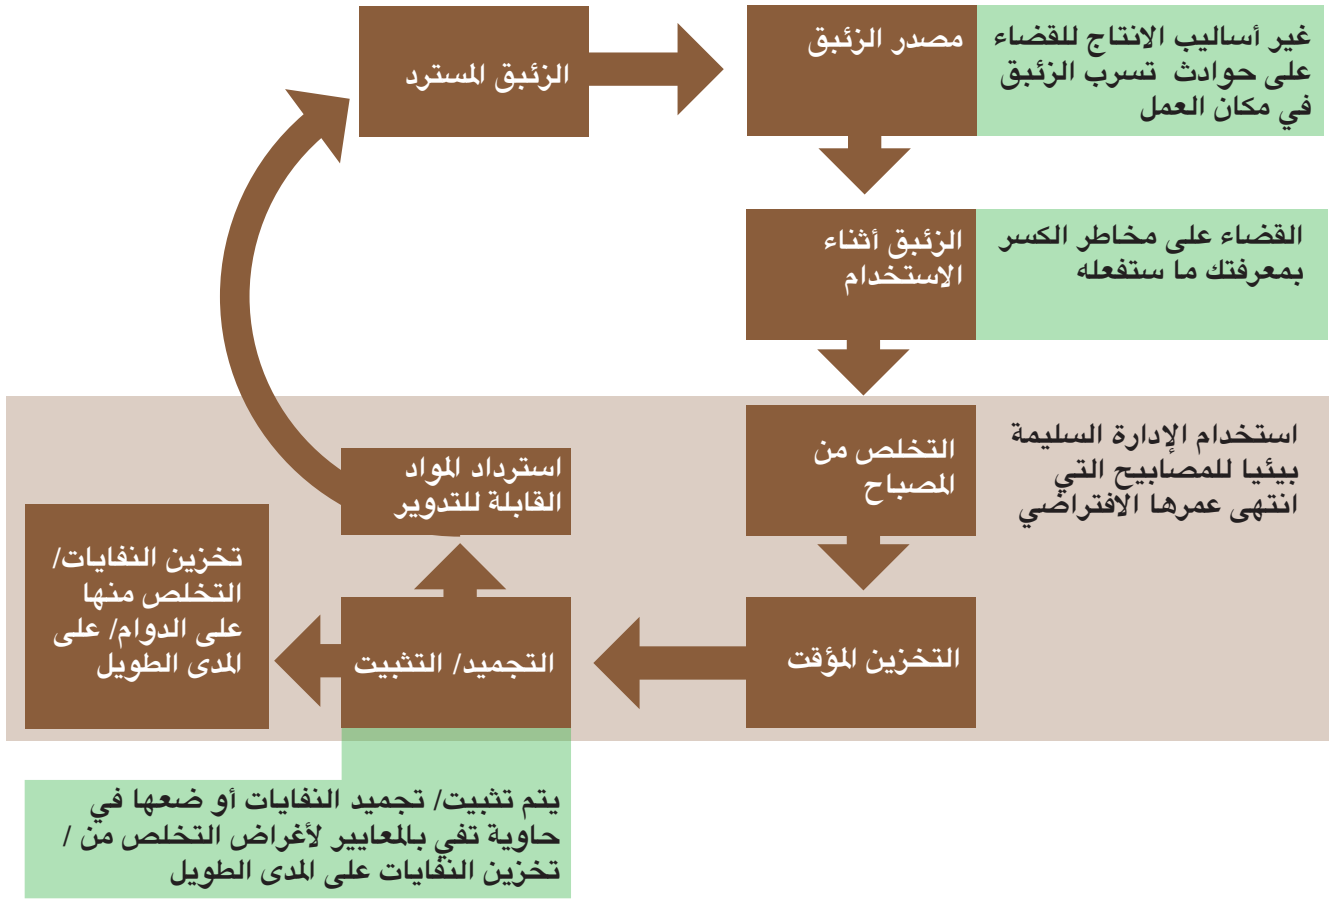 غير أساليب الانتاج للقضاء
على حوادث تسرب الزئبق
في مكان العمل
مصدر الزئبق
الزئبق المسترد
القضاء على مخاطر الكسر
بمعرفتك ما ستفعله
الزئبق أثناء
الاستخدام
استخدام الإدارة السليمة
بيئيا للمصابيح التي
انتهى عمرها الافتراضي
التخلص من
المصباح
استرداد المواد
القابلة للتدوير
التخزين المؤقت
التجميد/ التثبيت
تخزين النفايات/
التخلص منها
على الدوام/ على
المدى الطويل
يتم تثبيت/ تجميد النفايات أو ضعها في
حاوية تفي بالمعايير لأغراض التخلص من /
تخزين النفايات على المدى الطويل